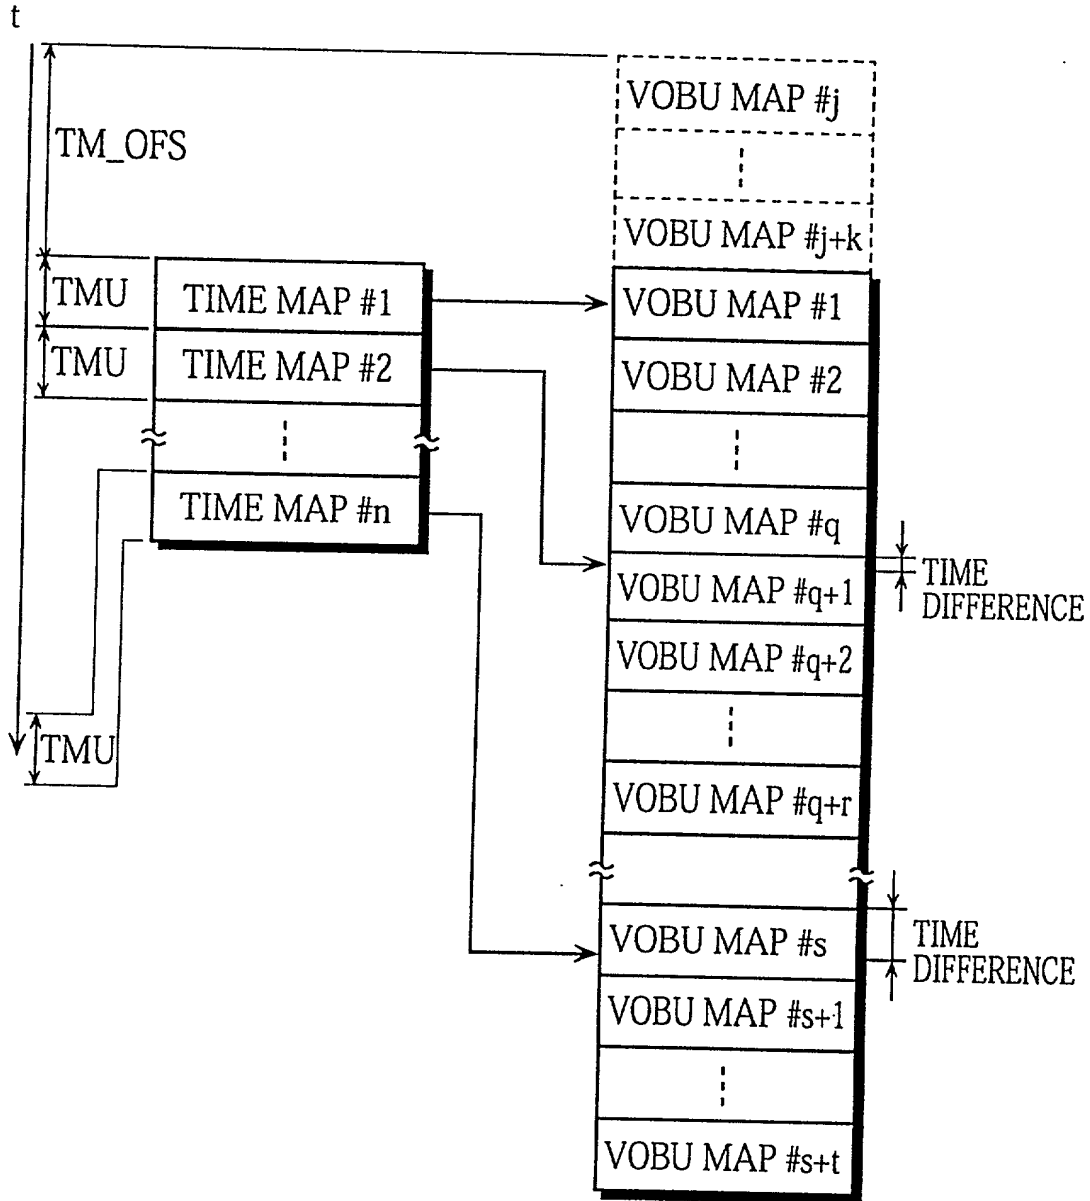 t
TM_OFS
TMU
TMU
TMU
TIME MAP #1
TIME MAP #2
TIME MAP #n
VOBU MAP #j
VOBU MAP #j+k
VOBU MAP #1
VOBU MAP #2
VOBU MAP #q
VOBU MAP #q+1
VOBU MAP #q+2
VOBU MAP #q+r
VOBU MAP #s
VOBU MAP #s+1
VOBU MAP #s+t
TIME
DIFFERENCE
TIME
DIFFERENCE